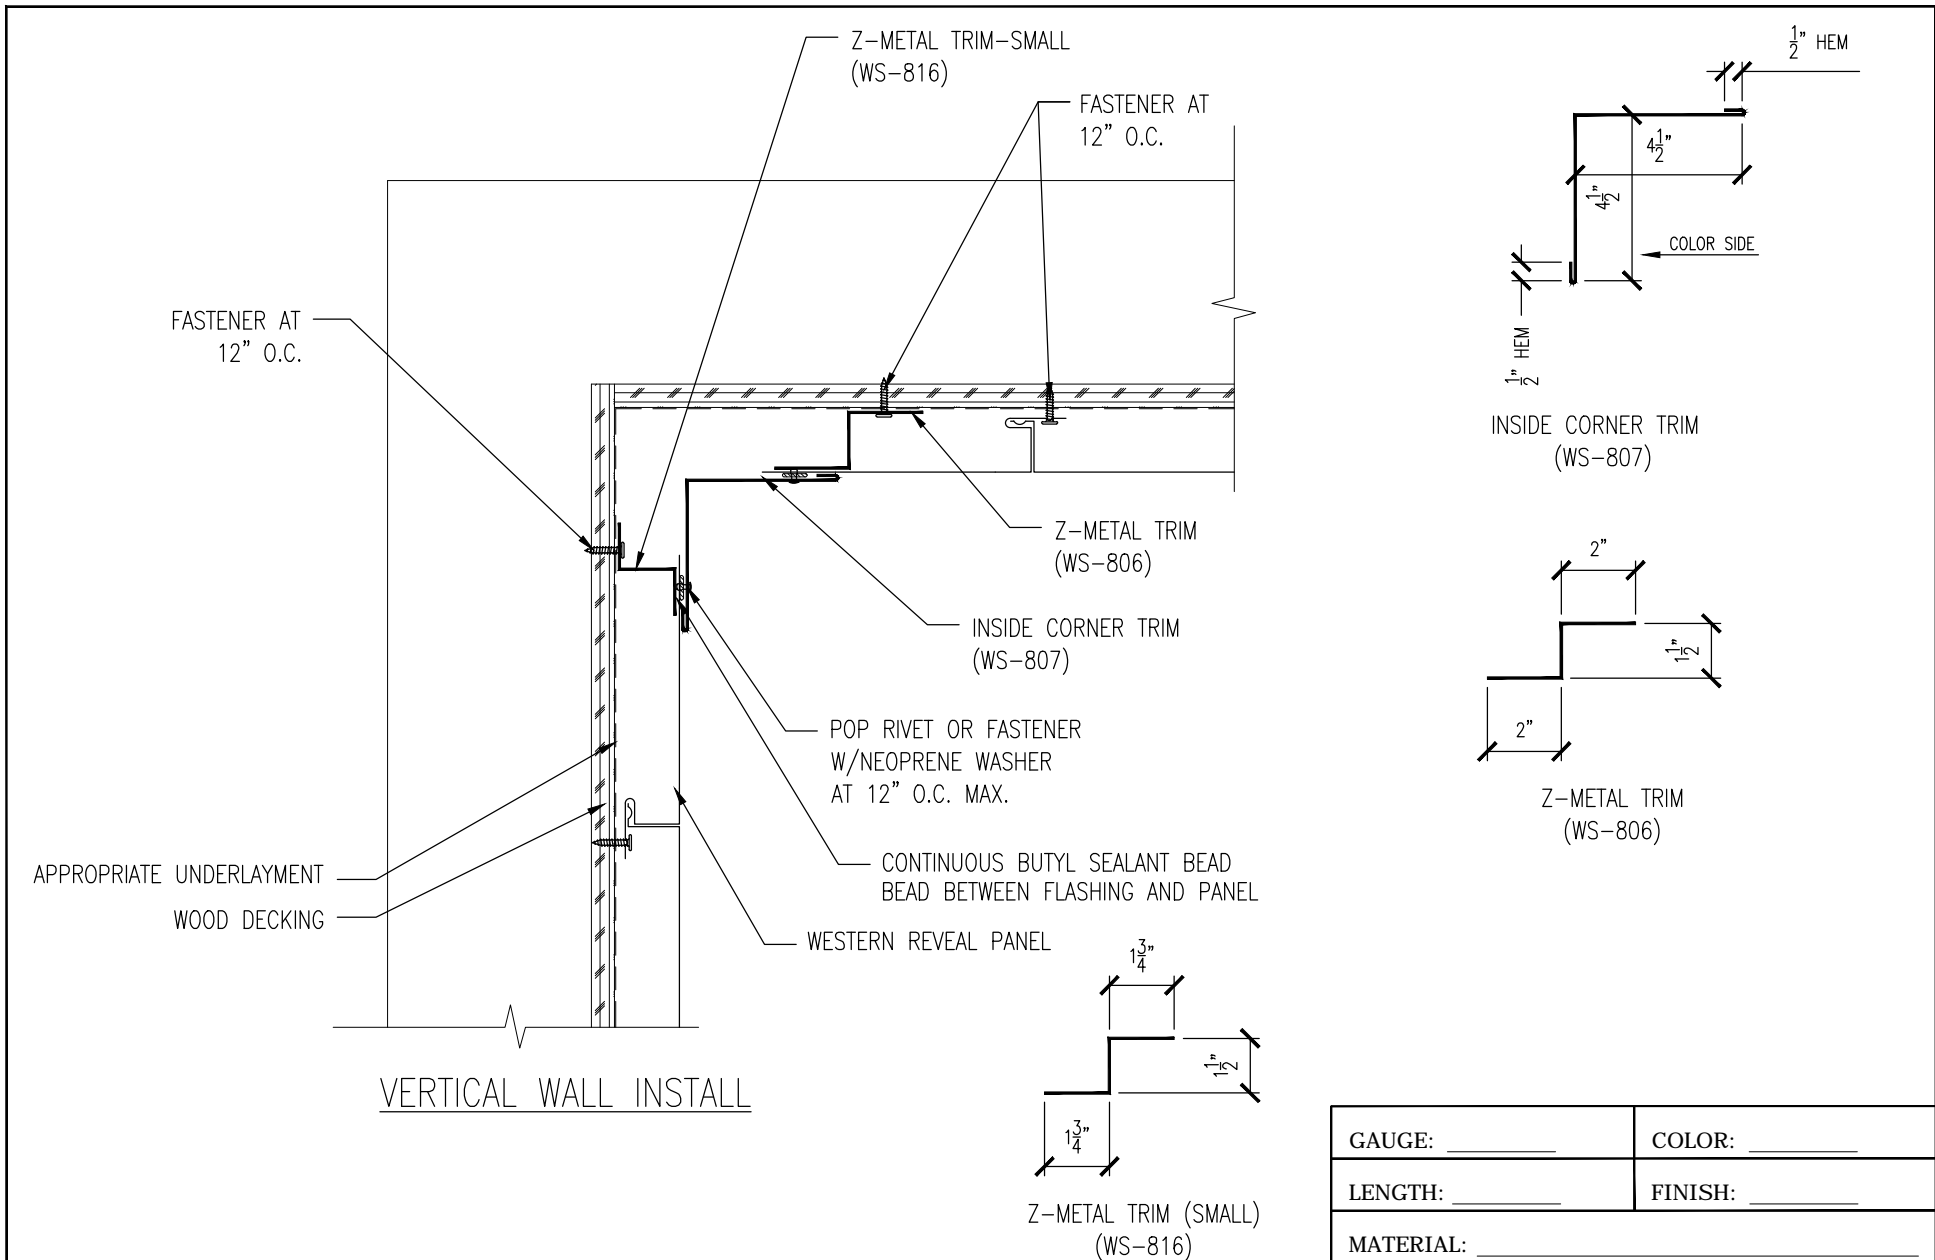 Z-METAL TRIM-SMALL
(WS-816)
FASTENER AT
12" O.C.
FASTENER AT
12" O.C.
Z-METAL TRIM
(WS-806)
INSIDE CORNER TRIM
(WS-807)
POP RIVET OR FASTENER
W/NEOPRENE WASHER
AT 12" O.C. MAX.
CONTINUOUS BUTYL SEALANT BEAD
BEAD BETWEEN FLASHING AND PANEL
WESTERN REVEAL PANEL
APPROPRIATE UNDERLAYMENT
WOOD DECKING
VERTICAL WALL INSTALL
1/2" HEM
4 1/2"
4 1/2"
COLOR SIDE
1/2" HEM
INSIDE CORNER TRIM
(WS-807)
2"
1 1/2"
2"
Z-METAL TRIM
(WS-806)
1 3/4"
1 1/2"
1 3/4"
Z-METAL TRIM (SMALL)
(WS-816)
GAUGE:
COLOR:
LENGTH:
FINISH:
MATERIAL: